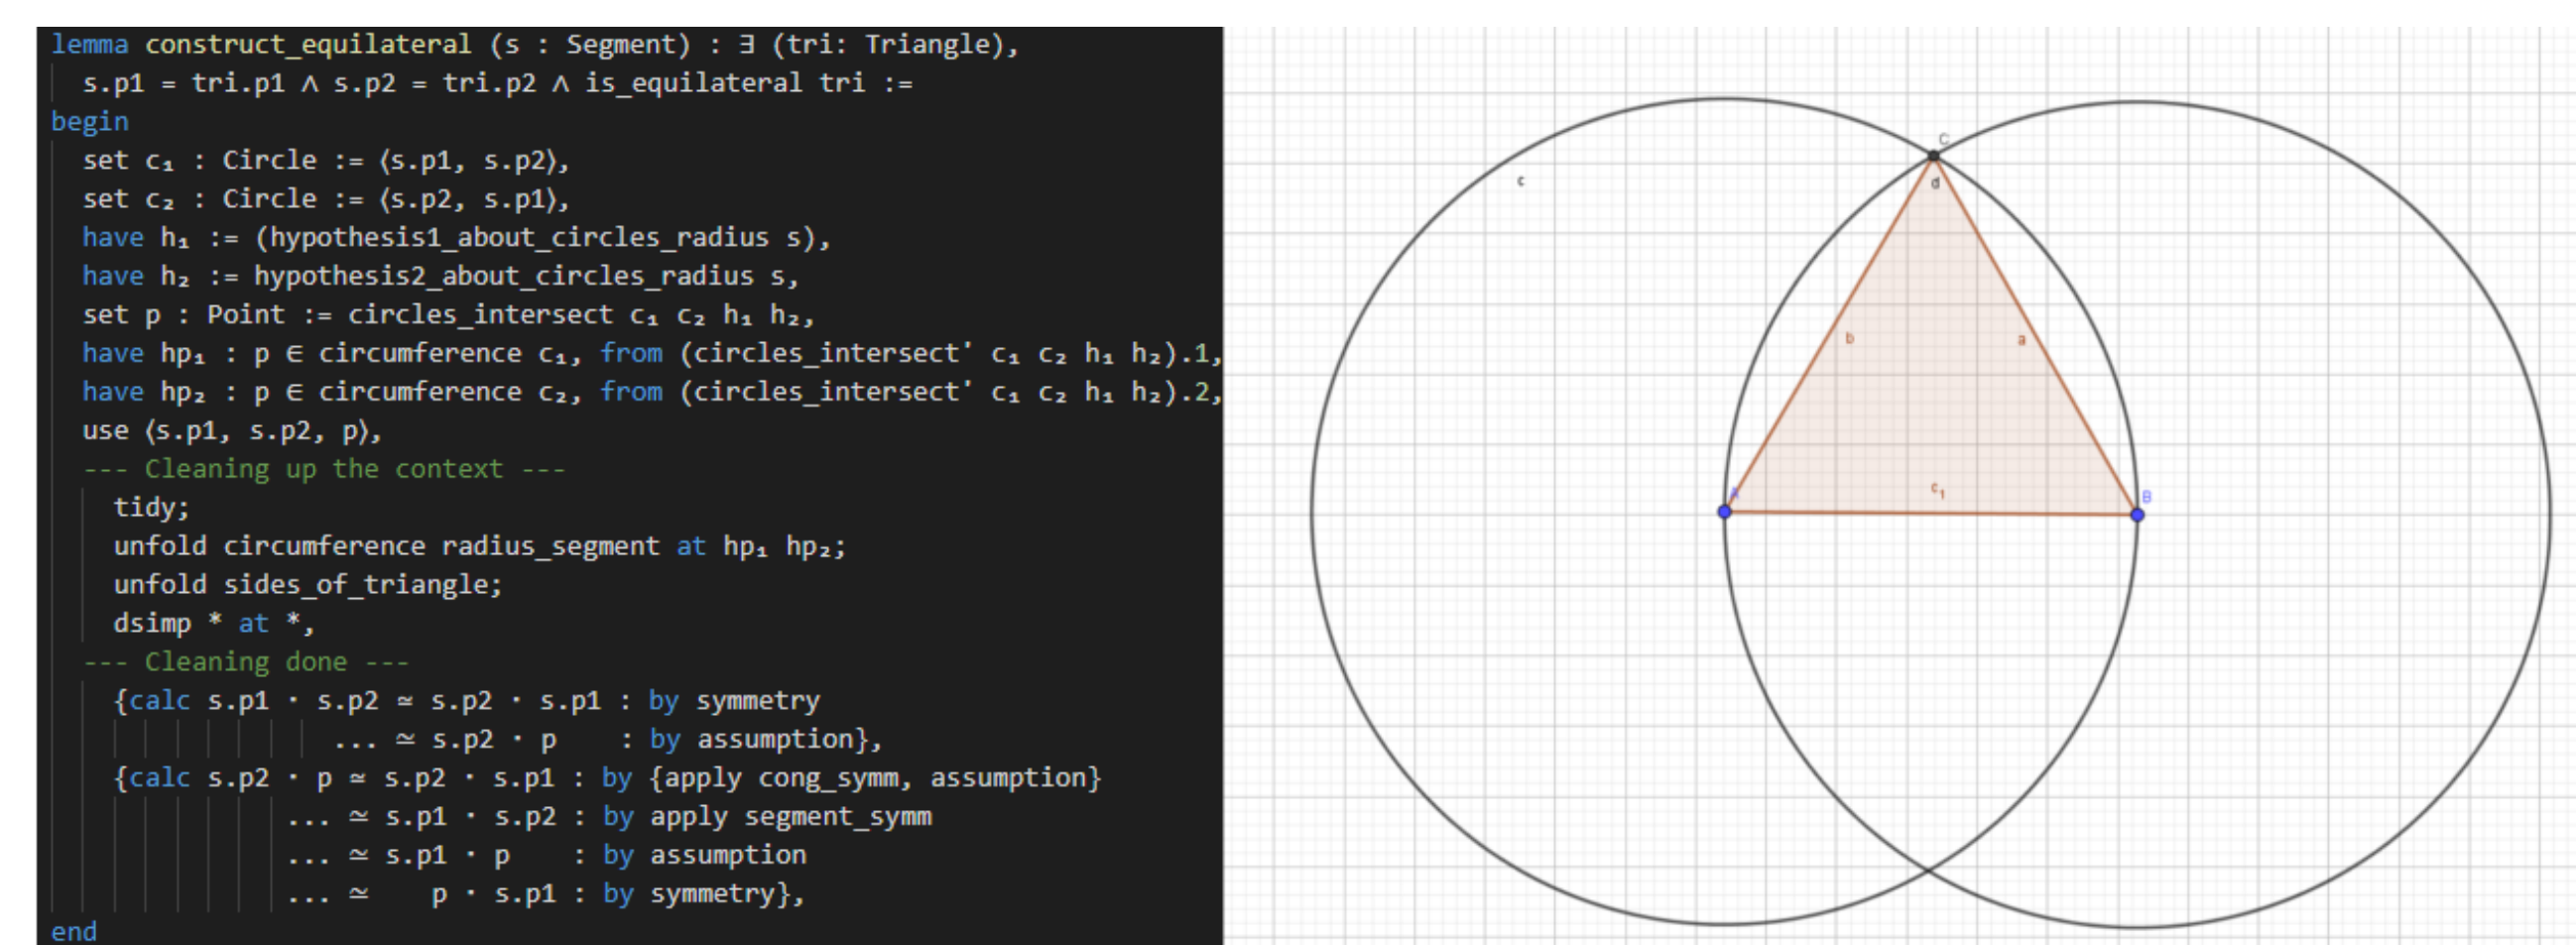 lemma construct_equilateral (s : Segment) : ∃ (tri: Triangle),
s.p1 = tri.p1 ∧ s.p2 = tri.p2 ∧ is_equilateral tri :=
begin
set c₁ : Circle := ⟨s.p1, s.p2⟩,
set c₂ : Circle := ⟨s.p2, s.p1⟩,
have h₁ := (hypothesis1_about_circles_radius s),
have h₂ := hypothesis2_about_circles_radius s,
set p : Point := circles_intersect c₁ c₂ h₁ h₂,
have hp₁ : p ∈ circumference c₁, from (circles_intersect' c₁ c₂ h₁ h₂).1,
have hp₂ : p ∈ circumference c₂, from (circles_intersect' c₁ c₂ h₁ h₂).2,
use ⟨s.p1, s.p2, p⟩,
--- Cleaning up the context ---
tidy;
unfold circumference radius_segment at hp₁ hp₂;
unfold sides_of_triangle;
dsimp * at *,
--- Cleaning done ---
{calc s.p1 ⬝ s.p2 ≃ s.p2 ⬝ s.p1 : by symmetry
... ≃ s.p2 ⬝ p : by assumption},
{calc s.p2 ⬝ p ≃ s.p2 ⬝ s.p1 : by {apply cong_symm, assumption}
... ≃ s.p1 ⬝ s.p2 : by apply segment_symm
... ≃ s.p1 ⬝ p : by assumption
... ≃ p ⬝ s.p1 : by symmetry},
end
C
c
d
b
a
c₁
A
B